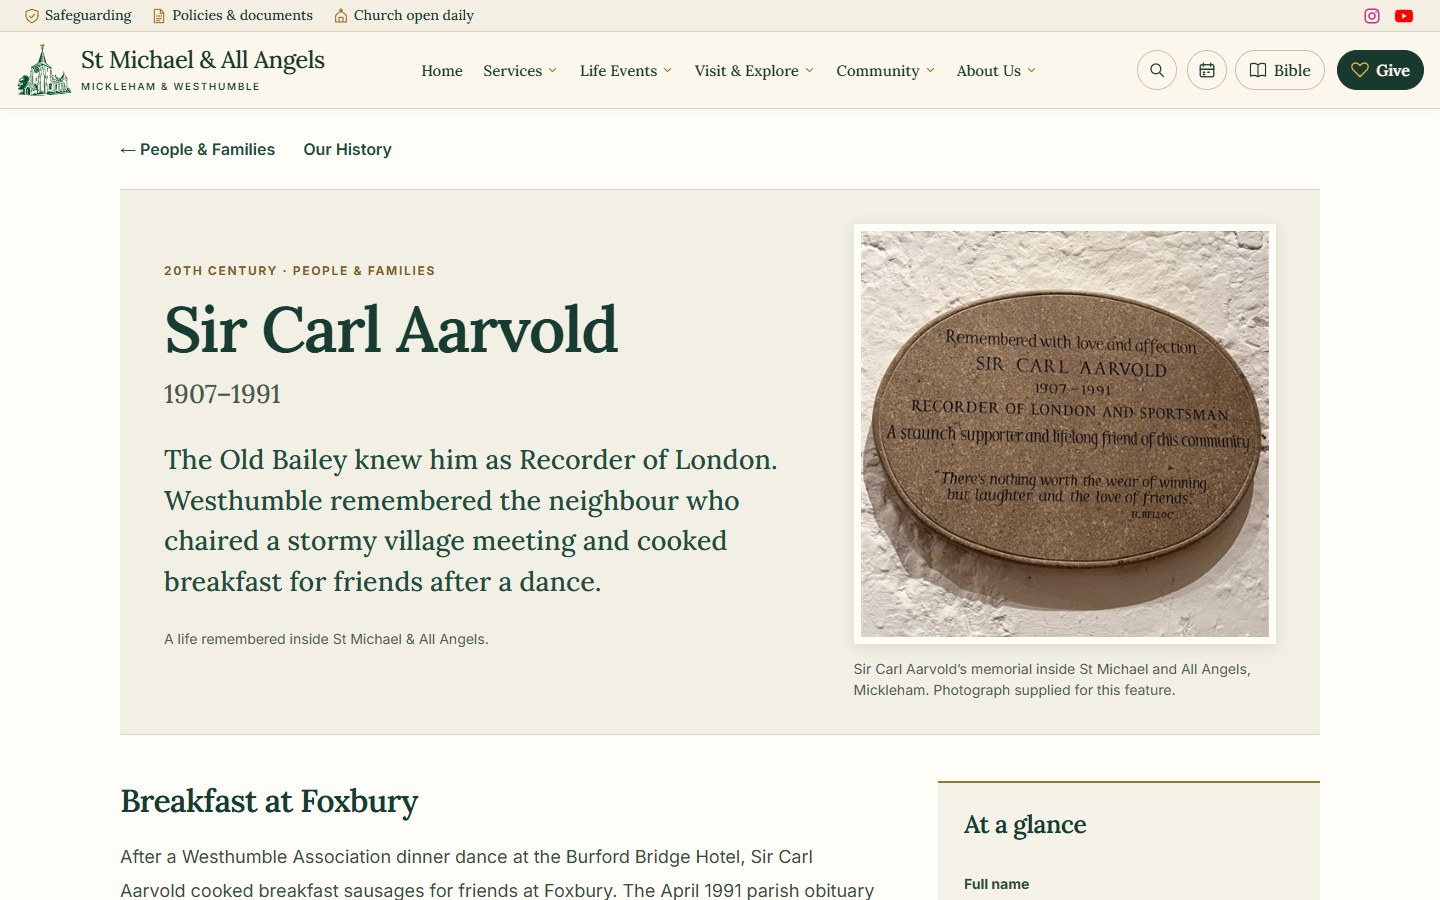 Safeguarding
Policies & documents
Church open daily
St Michael & All Angels
MICKLEHAM & WESTHUMBLE
Home
Services
Life Events
Visit & Explore
Community
About Us
Bible
Give
← People & Families
Our History
20TH CENTURY · PEOPLE & FAMILIES
Sir Carl Aarvold
1907–1991
The Old Bailey knew him as Recorder of London.
Westhumble remembered the neighbour who
chaired a stormy village meeting and cooked
breakfast for friends after a dance.
A life remembered inside St Michael & All Angels.
Remembered with love and affection
SIR CARL AARVOLD
1907-1991
RECORDER OF LONDON AND SPORTSMAN
A staunch supporter and lifelong friend of this community
"There's nothing worth the wear of winning
but laughter and the love of friends."
H. BELLOC
Sir Carl Aarvold’s memorial inside St Michael and All Angels,
Mickleham. Photograph supplied for this feature.
Breakfast at Foxbury
After a Westhumble Association dinner dance at the Burford Bridge Hotel, Sir Carl
Aarvold cooked breakfast sausages for friends at Foxbury. The April 1991 parish obituary
At a glance
Full name